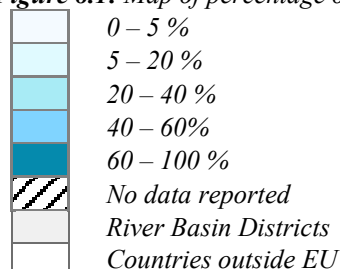 Figure 8.1: Map of percentage o
0 – 5 %
5 – 20 %
20 – 40 %
40 – 60%
60 – 100 %
No data reported
River Basin Districts
Countries outside EU